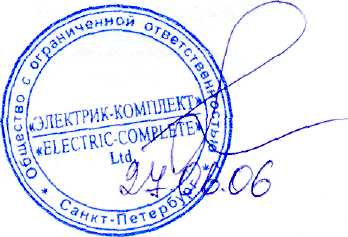 Общество с ограниченной ответственностью
«ЭЛЕКТРИК-КОМПЛЕКТ»
«ELECTRIC-COMPLETE»
Ltd.
* Санкт-Петербург *
27.06.06